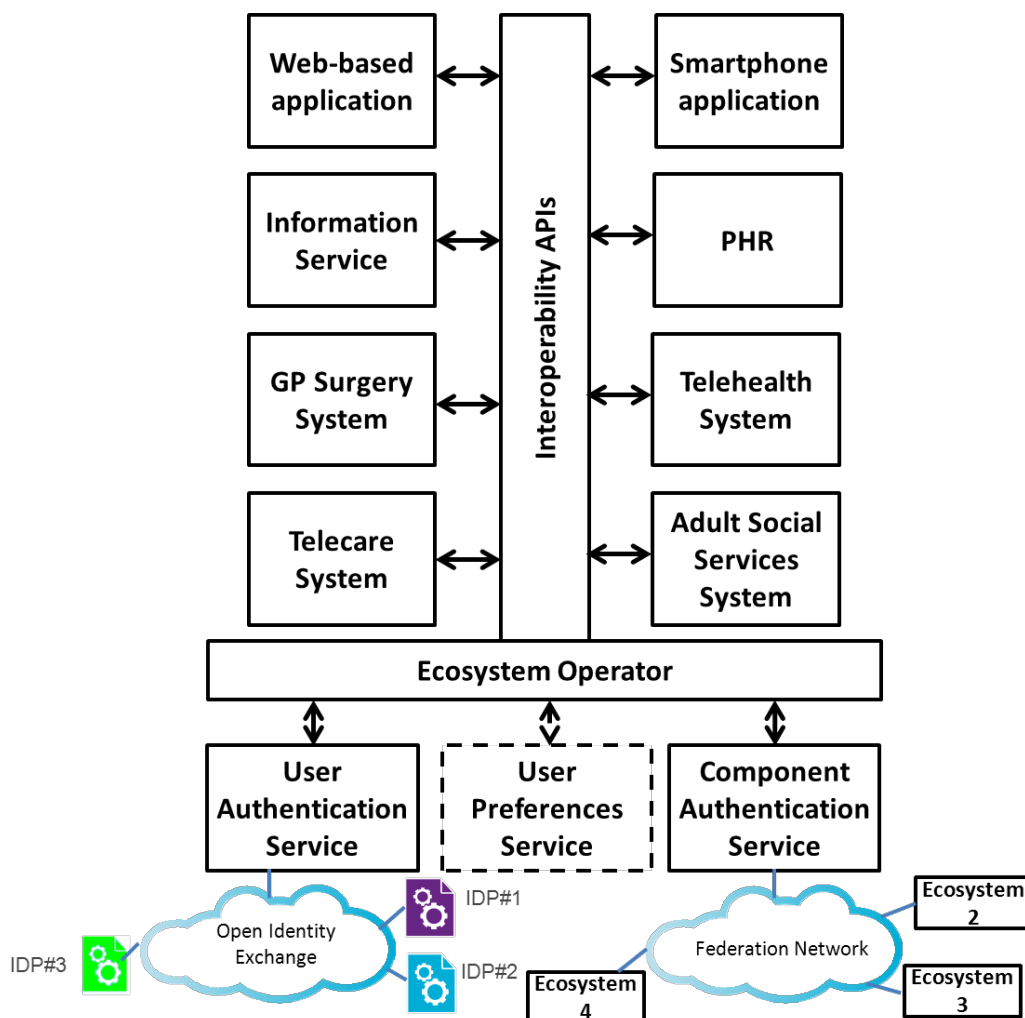 Web-based
application
Smartphone
application
Interoperability APIs
Information
Service
PHR
GP Surgery
System
Telehealth
System
Telecare
System
Adult Social
Services
System
Ecosystem Operator
User
Authentication
Service
User
Preferences
Service
Component
Authentication
Service
Open Identity
Exchange
IDP#1
IDP#2
IDP#3
Federation Network
Ecosystem
2
Ecosystem
3
Ecosystem
4